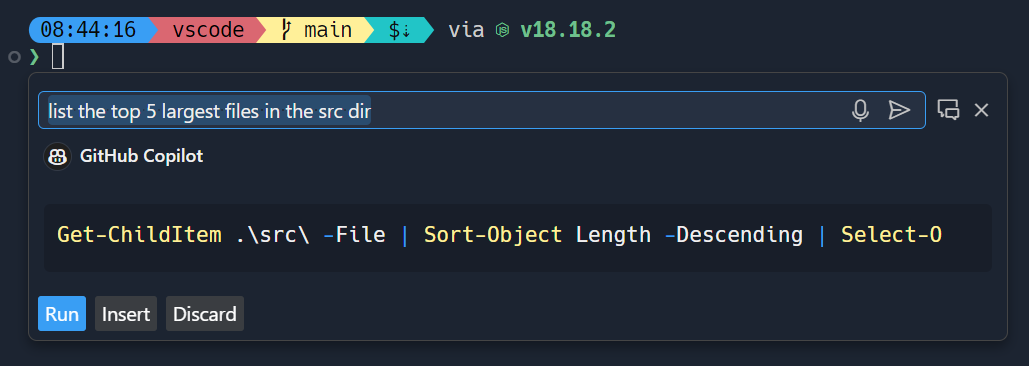 08:44:16 vscode main $↓ via v18.18.2
❯
list the top 5 largest files in the src dir
GitHub Copilot
Get-ChildItem .\src\ -File | Sort-Object Length -Descending | Select-O
Run Insert Discard